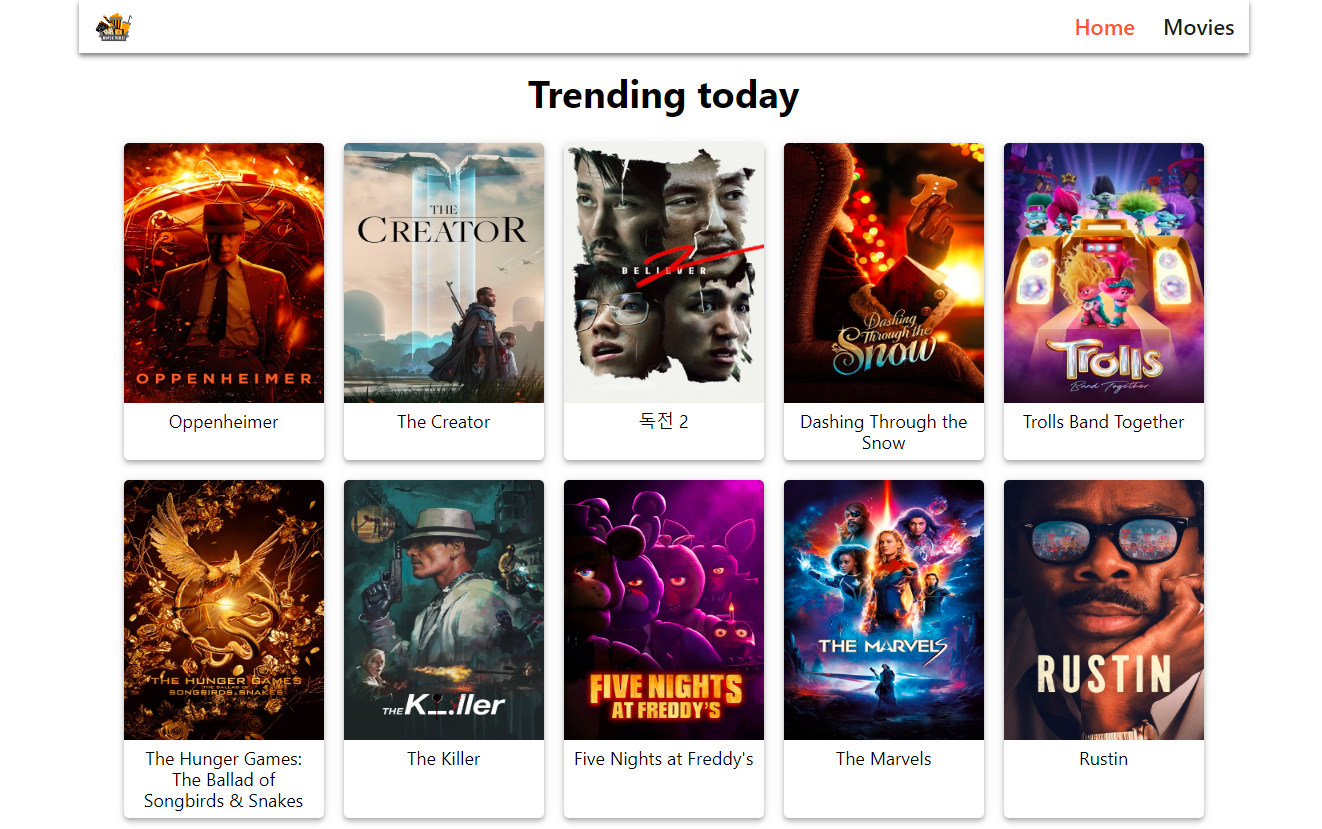 Home
Movies
Trending today
OPPENHEIMER
THE
CREATOR
BELIEVER
2
Dashing
Through the
Snow
TROLLS
Band Together
Oppenheimer
The Creator
독전 2
Dashing Through the
Snow
Trolls Band Together
THE HUNGER GAMES
THE BALLAD OF
SONGBIRDS & SNAKES
THE K...ller
FIVE NIGHTS
AT FREDDY'S
THE MARVELS
RUSTIN
The Hunger Games:
The Ballad of
Songbirds & Snakes
The Killer
Five Nights at Freddy's
The Marvels
Rustin